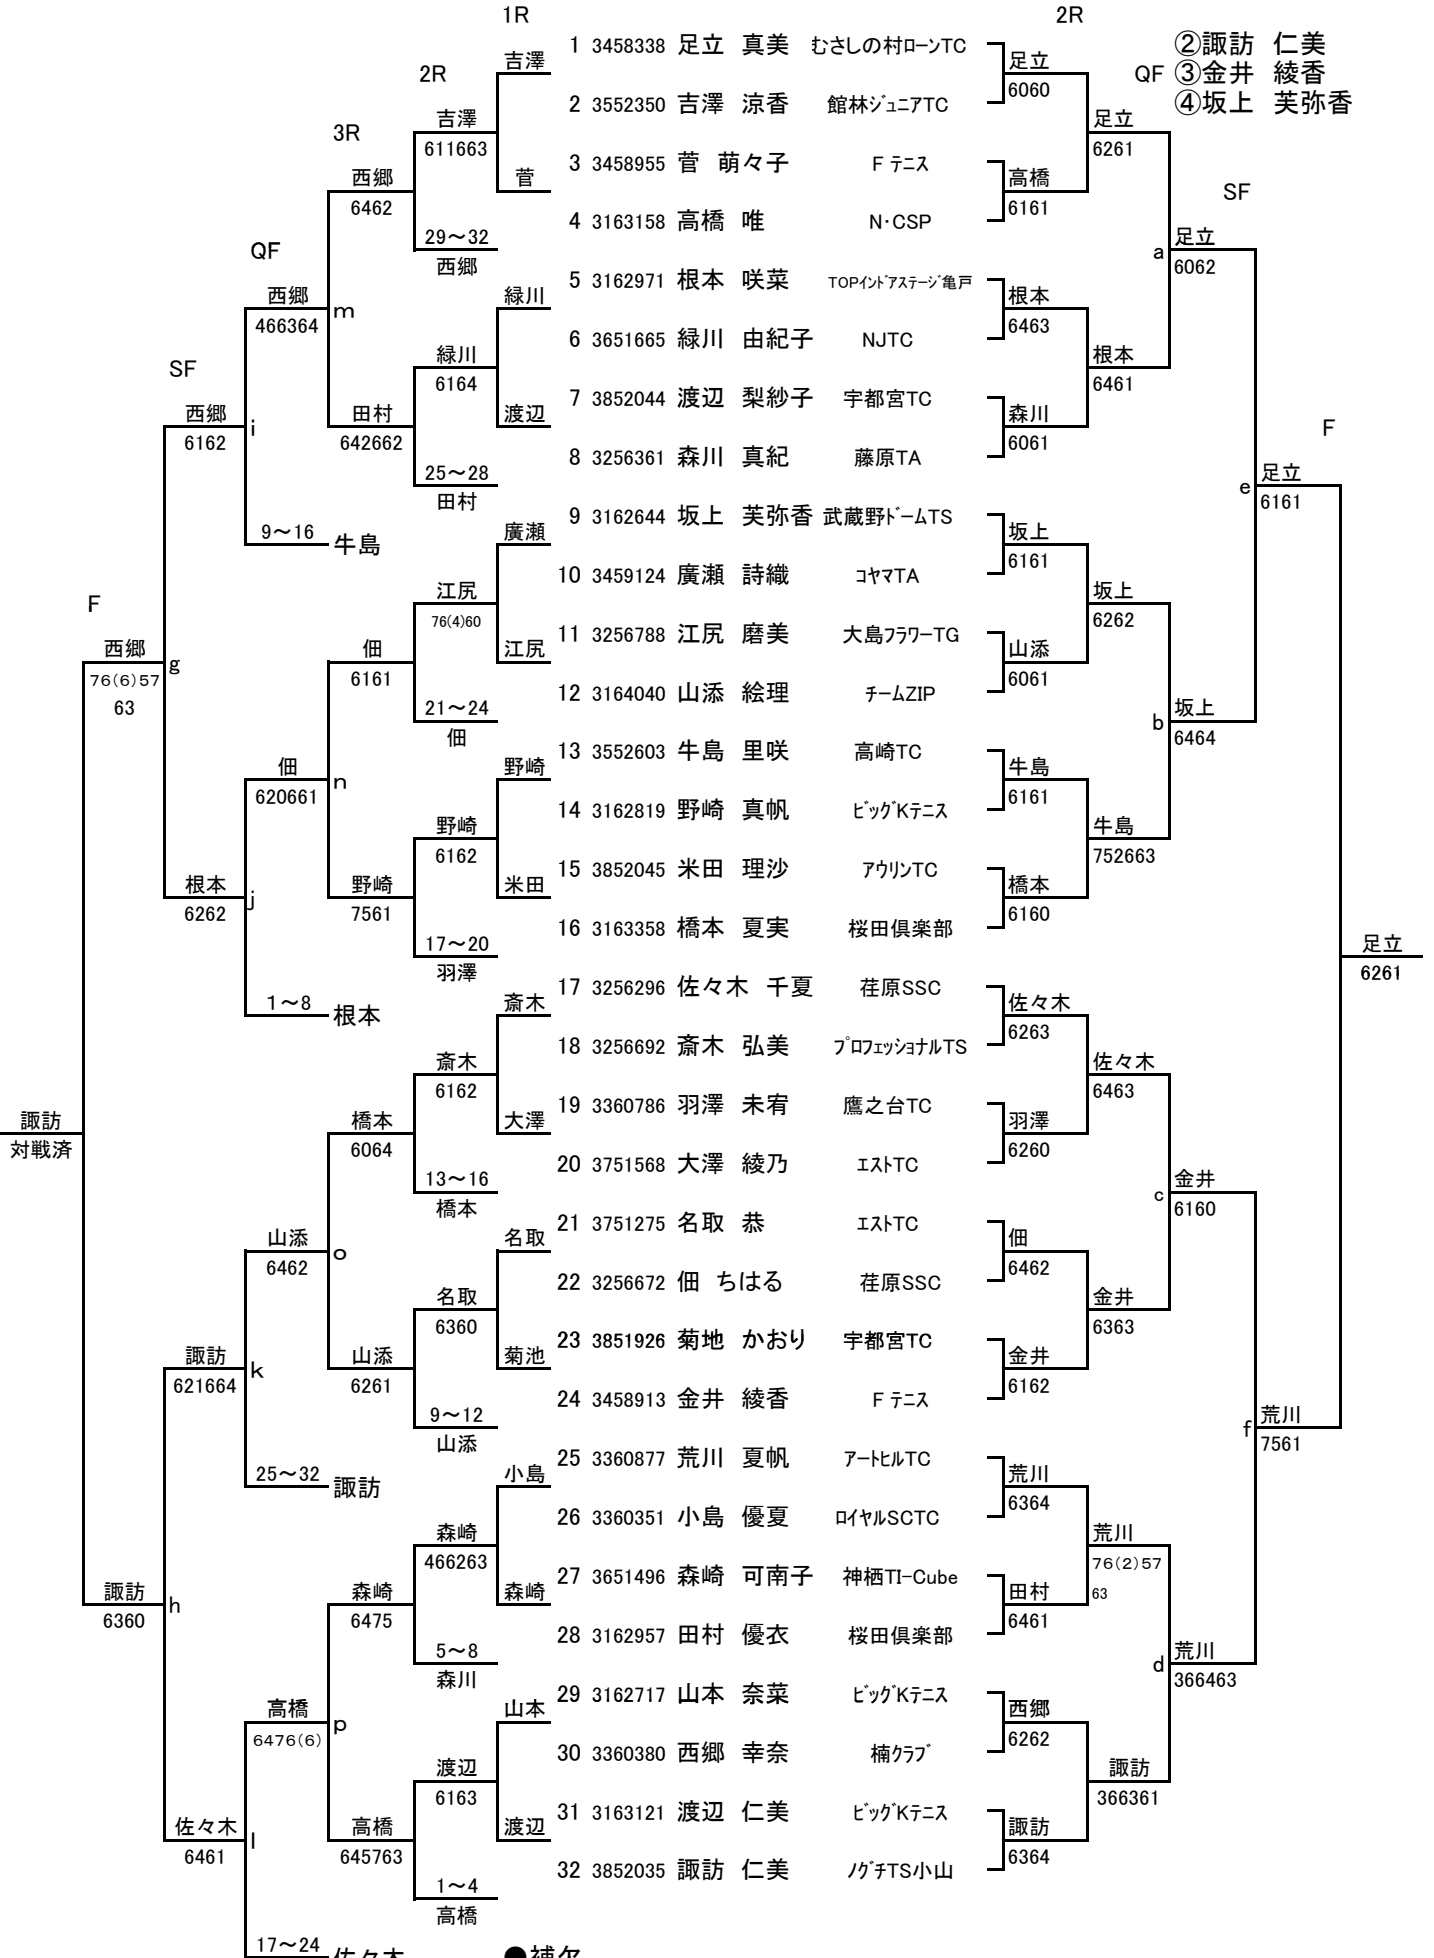 1R
2R
②諏訪 仁美
QF ③金井 綾香
④坂上 芙弥香
SF
F
2R
3R
QF
SF
F
1 3458338 足立 真美 むさしの村ローンTC
2 3552350 吉澤 涼香 館林ジュニアTC
3 3458955 菅 萌々子 F テニス
4 3163158 高橋 唯 N・CSP
5 3162971 根本 咲菜 TOPインドアステージ亀戸
6 3651665 緑川 由紀子 NJTC
7 3852044 渡辺 梨紗子 宇都宮TC
8 3256361 森川 真紀 藤原TA
9 3162644 坂上 芙弥香 武蔵野ドームTS
10 3459124 廣瀬 詩織 コヤマTA
11 3256788 江尻 磨美 大島フラワーTG
12 3164040 山添 絵理 チームZIP
13 3552603 牛島 里咲 高崎TC
14 3162819 野崎 真帆 ビッグKテニス
15 3852045 米田 理沙 アウリンTC
16 3163358 橋本 夏実 桜田倶楽部
17 3256296 佐々木 千夏 荏原SSC
18 3256692 斎木 弘美 プロフェッショナルTS
19 3360786 羽澤 未宥 鷹之台TC
20 3751568 大澤 綾乃 エストTC
21 3751275 名取 恭 エストTC
22 3256672 佃 ちはる 荏原SSC
23 3851926 菊地 かおり 宇都宮TC
24 3458913 金井 綾香 F テニス
25 3360877 荒川 夏帆 アートヒルTC
26 3360351 小島 優夏 ロイヤルSCTC
27 3651496 森崎 可南子 神栖TI-Cube
28 3162957 田村 優衣 桜田倶楽部
29 3162717 山本 奈菜 ビッグKテニス
30 3360380 西郷 幸奈 楠クラブ
31 3163121 渡辺 仁美 ビッグKテニス
32 3852035 諏訪 仁美 ノグチTS小山
足立
6060
高橋
6161
根本
6463
森川
6061
坂上
6161
山添
6061
牛島
6161
橋本
6160
佐々木
6263
羽澤
6260
佃
6462
金井
6162
荒川
6364
田村
6461
西郷
6262
諏訪
6364
足立
6261
根本
6461
坂上
6262
牛島
752663
佐々木
6463
金井
6363
荒川
76(2)57
63
諏訪
366361
a
足立
6062
b
坂上
6464
c
金井
6160
d
荒川
366463
e
足立
6161
f
荒川
7561
足立
6261
吉澤
菅
緑川
渡辺
廣瀬
江尻
野崎
米田
斎木
大澤
名取
菊池
小島
森崎
山本
渡辺
吉澤
611663
29～32
西郷
緑川
6164
25～28
田村
江尻
76(4)60
21～24
佃
野崎
6162
17～20
羽澤
斎木
6162
13～16
橋本
名取
6360
9～12
山添
森崎
466263
5～8
森川
渡辺
6163
1～4
高橋
西郷
6462
田村
642662
佃
6161
野崎
7561
橋本
6064
山添
6261
森崎
6475
高橋
645763
西郷
466364
m
9～16
牛島
佃
620661
n
1～8
根本
山添
6462
o
25～32
諏訪
高橋
6476(6)
p
17～24
佐々木
西郷
6162
i
根本
6262
j
諏訪
621664
k
佐々木
6461
l
西郷
76(6)57
63
g
諏訪
6360
h
諏訪
対戦済
●補欠